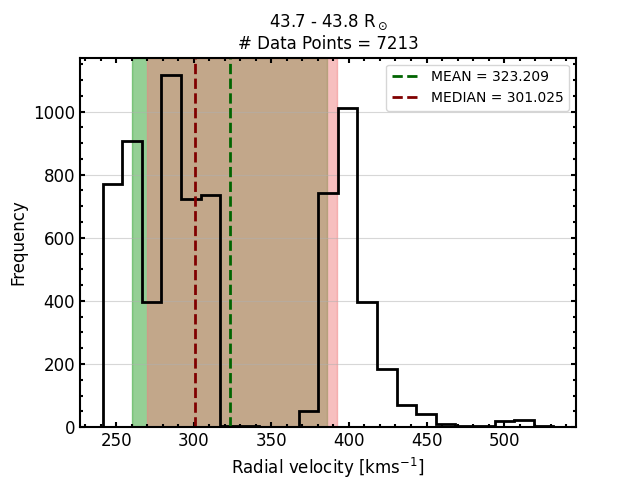 43.7 - 43.8 R⊙
# Data Points = 7213
MEAN = 323.209
MEDIAN = 301.025
Frequency
1000
800
600
400
200
0
250 300 350 400 450 500
Radial velocity [kms⁻¹]